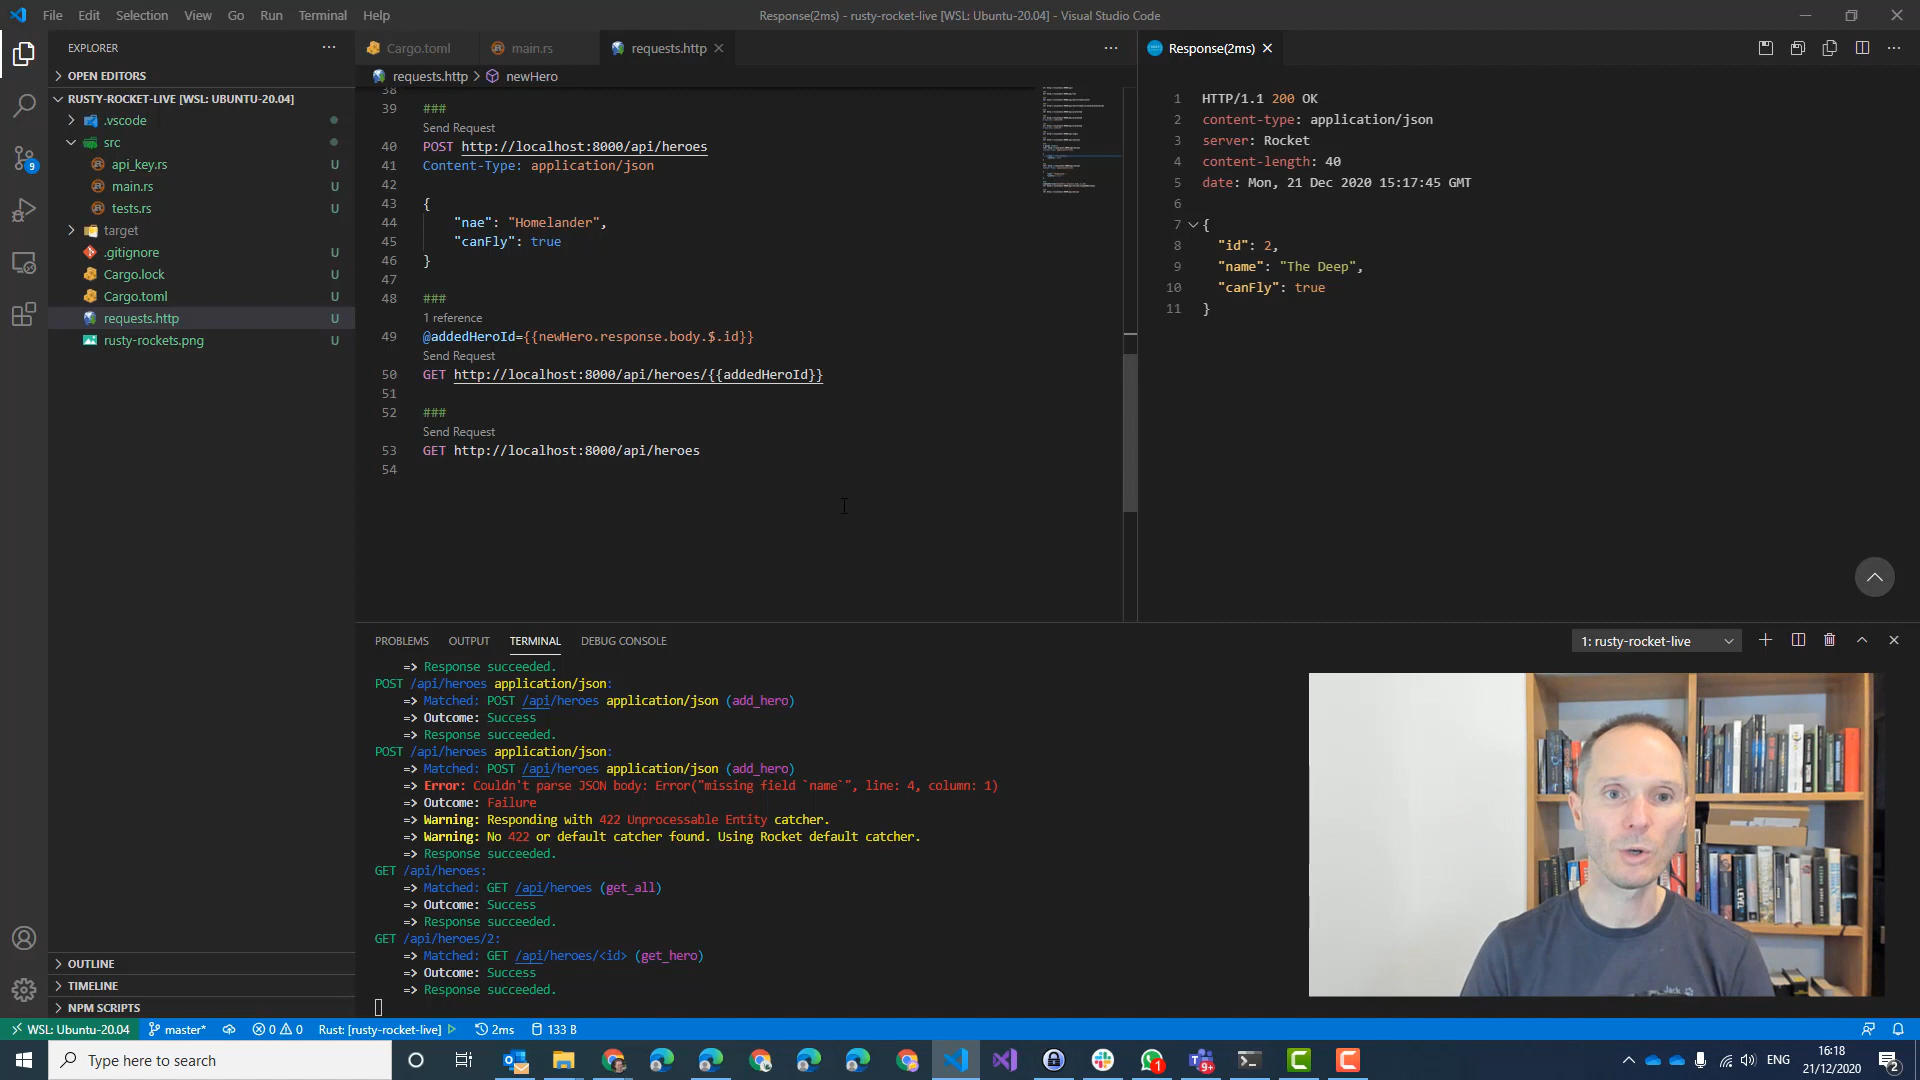 File Edit Selection View Go Run Terminal Help
Response(2ms) - rusty-rocket-live [WSL: Ubuntu-20.04] - Visual Studio Code
EXPLORER
OPEN EDITORS
RUSTY-ROCKET-LIVE [WSL: UBUNTU-20.04]
.vscode
src
api_key.rs U
main.rs U
tests.rs U
target
.gitignore U
Cargo.lock U
Cargo.toml U
requests.http U
rusty-rockets.png U
OUTLINE
TIMELINE
NPM SCRIPTS
9
Cargo.toml main.rs requests.http
requests.http > newHero
38
39 ###
Send Request
40 POST http://localhost:8000/api/heroes
41 Content-Type: application/json
42
43 {
44 "nae": "Homelander",
45 "canFly": true
46 }
47
48 ###
1 reference
49 @addedHeroId={{newHero.response.body.$.id}}
Send Request
50 GET http://localhost:8000/api/heroes/{{addedHeroId}}
51
52 ###
Send Request
53 GET http://localhost:8000/api/heroes
54
Response(2ms)
1 HTTP/1.1 200 OK
2 content-type: application/json
3 server: Rocket
4 content-length: 40
5 date: Mon, 21 Dec 2020 15:17:45 GMT
6
7 {
8 "id": 2,
9 "name": "The Deep",
10 "canFly": true
11 }
PROBLEMS OUTPUT TERMINAL DEBUG CONSOLE
1: rusty-rocket-live
=> Response succeeded.
POST /api/heroes application/json:
=> Matched: POST /api/heroes application/json (add_hero)
=> Outcome: Success
=> Response succeeded.
POST /api/heroes application/json:
=> Matched: POST /api/heroes application/json (add_hero)
=> Error: Couldn't parse JSON body: Error("missing field `name`", line: 4, column: 1)
=> Outcome: Failure
=> Warning: Responding with 422 Unprocessable Entity catcher.
=> Warning: No 422 or default catcher found. Using Rocket default catcher.
=> Response succeeded.
GET /api/heroes:
=> Matched: GET /api/heroes (get_all)
=> Outcome: Success
=> Response succeeded.
GET /api/heroes/2:
=> Matched: GET /api/heroes/<id> (get_hero)
=> Outcome: Success
=> Response succeeded.
WSL: Ubuntu-20.04 master* 0 0 Rust: [rusty-rocket-live] 2ms 133 B
Type here to search
1
9+
ENG
16:18
21/12/2020
2